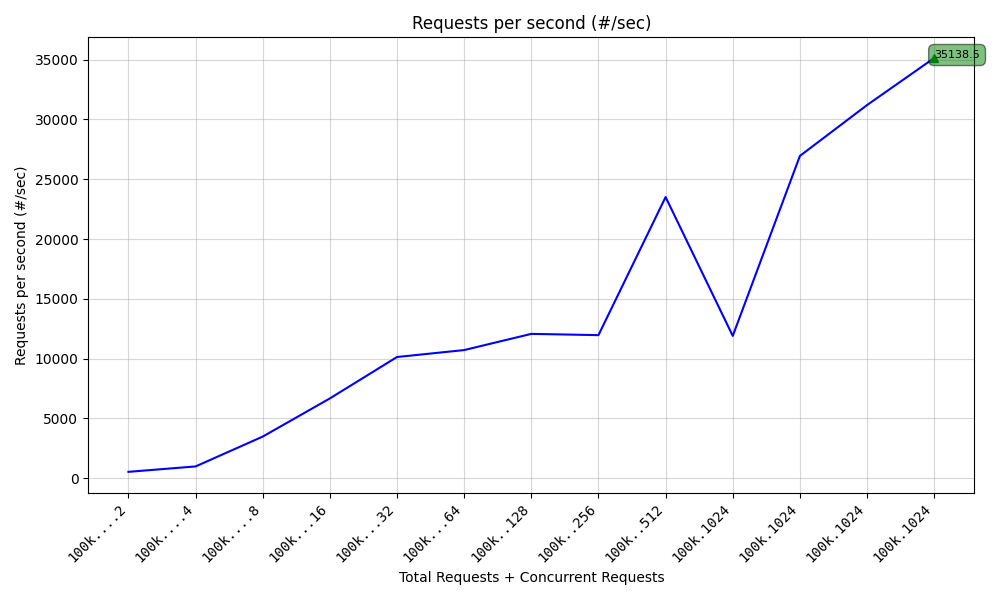 Requests per second (#/sec)
35138.5
35000
30000
25000
20000
15000
10000
5000
0
Requests per second (#/sec)
100k....2
100k....4
100k....8
100k...16
100k...32
100k...64
100k..128
100k..256
100k..512
100k.1024
100k.1024
100k.1024
100k.1024
Total Requests + Concurrent Requests